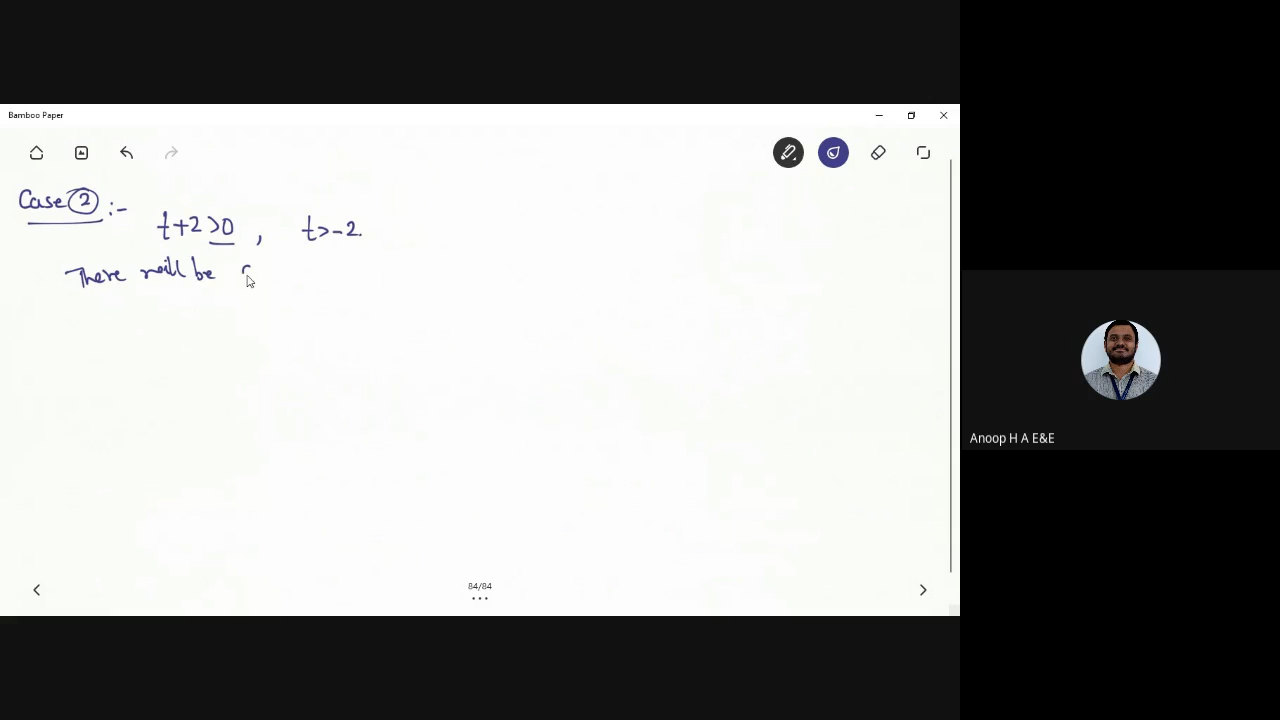 Bamboo Paper
Case ② :-
t+2 >0 , t>-2.
There will be
84/84
Anoop H A E&E